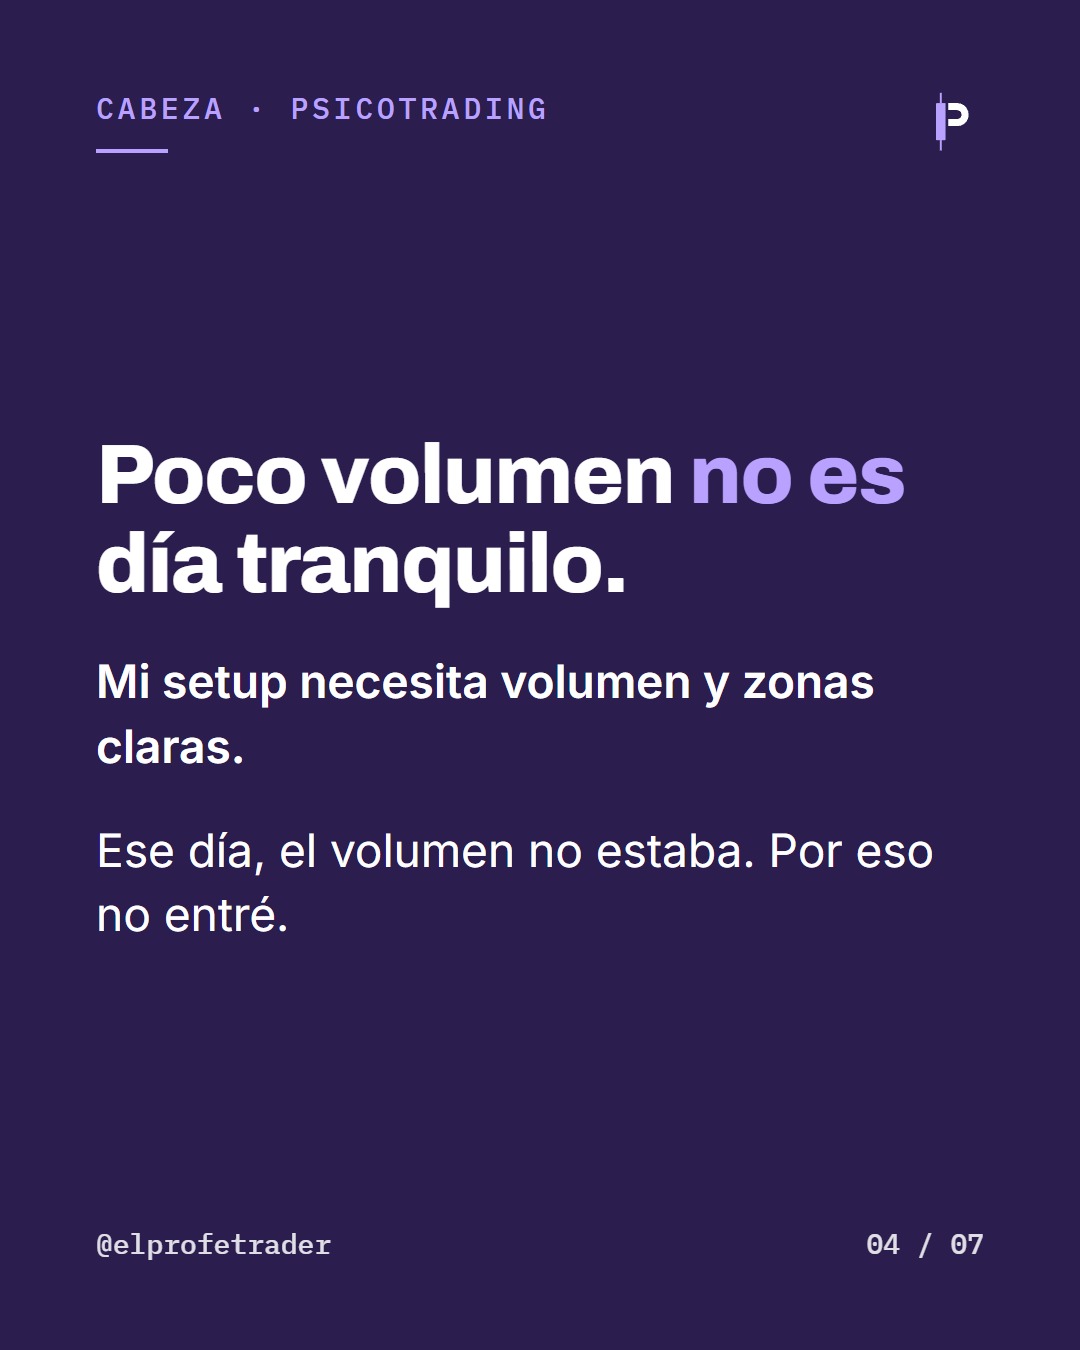 CABEZA · PSICOTRADING
P
Poco volumen no es
día tranquilo.
Mi setup necesita volumen y zonas
claras.
Ese día, el volumen no estaba. Por eso
no entré.
@elprofetrader
04 / 07